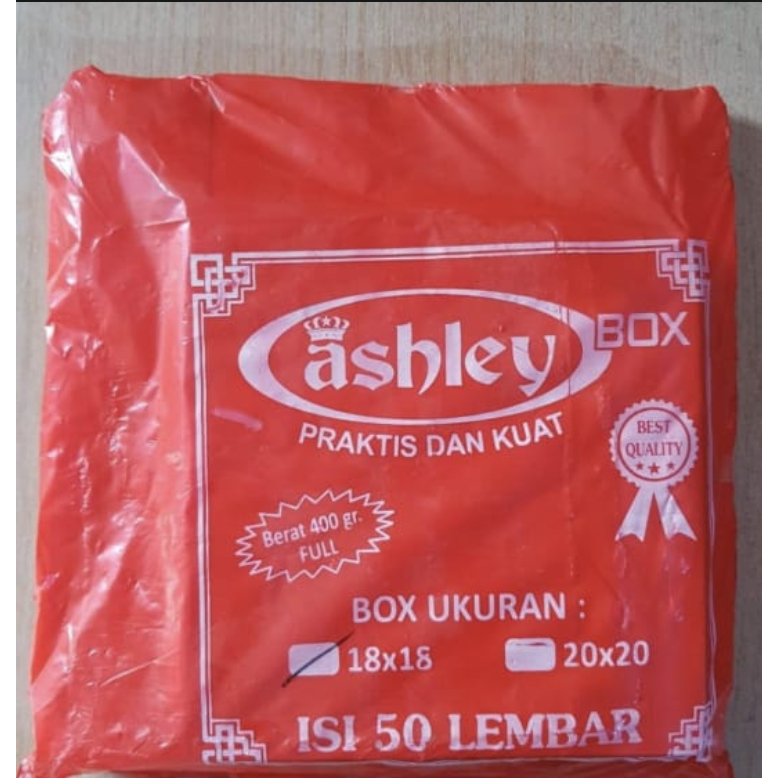 ashley BOX
PRAKTIS DAN KUAT
BEST
QUALITY
Berat 400 gr.
FULL
BOX UKURAN :
18x18 20x20
ISI 50 LEMBAR